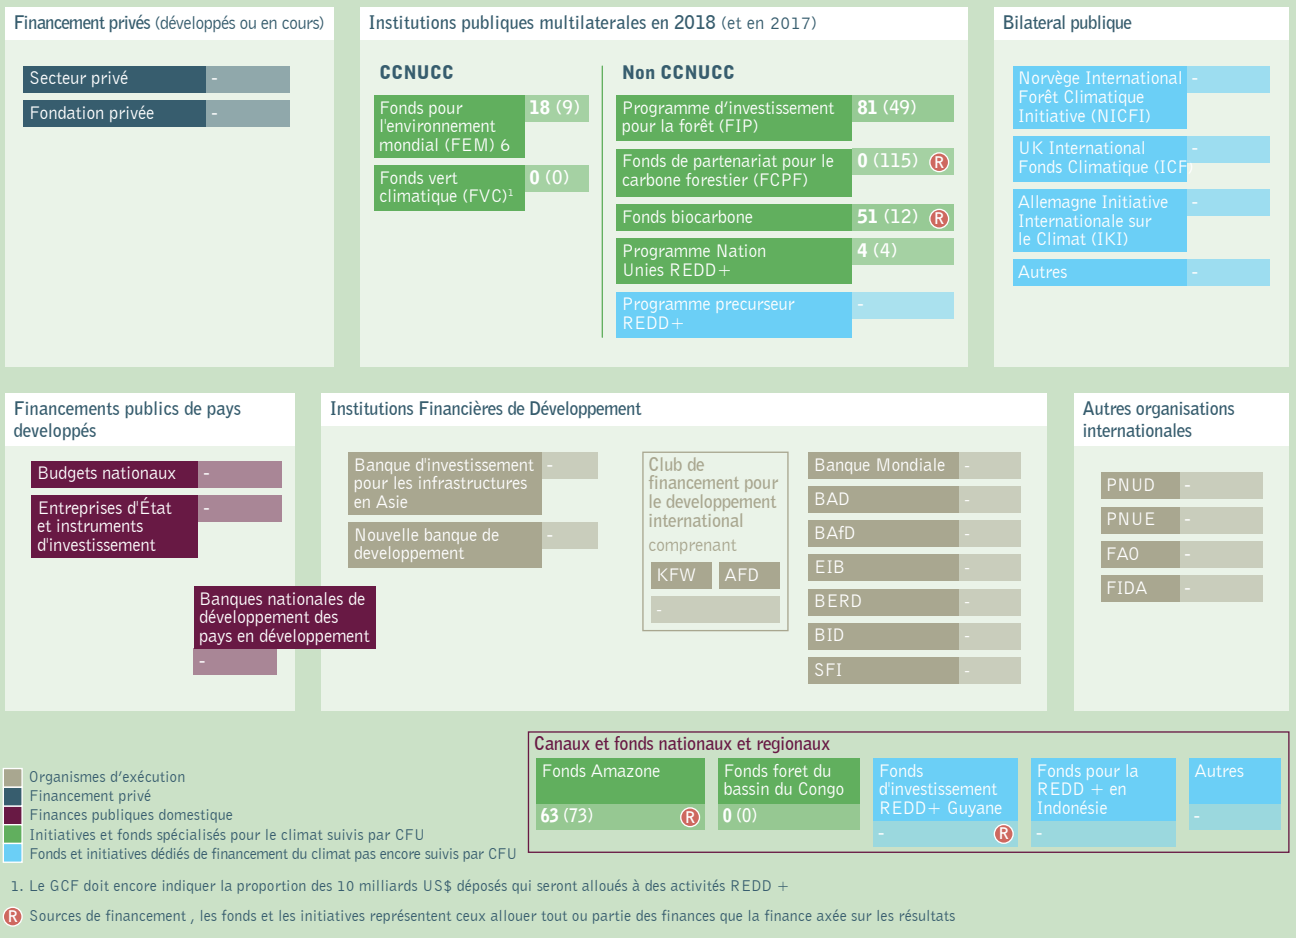 Financement privés (développés ou en cours)
Secteur privé -
Fondation privée -
Institutions publiques multilaterales en 2018 (et en 2017)
CCNUCC
Fonds pour
l'environnement
mondial (FEM) 6
18 (9)
Fonds vert
climatique (FVC)¹
0 (0)
Non CCNUCC
Programme d’investissement
pour la forêt (FIP)
81 (49)
Fonds de partenariat pour le
carbone forestier (FCPF)
0 (115) R
Fonds biocarbone
51 (12) R
Programme Nation
Unies REDD+
4 (4)
Programme precurseur
REDD+
-
Bilateral publique
Norvège International
Forêt Climatique
Initiative (NICFI)
-
UK International
Fonds Climatique (ICF)
-
Allemagne Initiative
Internationale sur
le Climat (IKI)
-
Autres -
Financements publics de pays
developpés
Budgets nationaux -
Entreprises d'État
et instruments
d'investissement
-
Banques nationales de
développement des
pays en développement
-
Institutions Financières de Développement
Banque d'investissement
pour les infrastructures
en Asie
-
Nouvelle banque de
developpement
-
Club de
financement pour
le developpement
international
comprenant
KFW AFD
-
Banque Mondiale -
BAD -
BAfD -
EIB -
BERD -
BID -
SFI -
Autres organisations
internationales
PNUD -
PNUE -
FAO -
FIDA -
Canaux et fonds nationaux et regionaux
Fonds Amazone
63 (73) R
Fonds foret du
bassin du Congo
0 (0)
Fonds
d'investissement
REDD+ Guyane
- R
Fonds pour la
REDD + en
Indonésie
-
Autres
-
Organismes d’exécution
Financement privé
Finances publiques domestique
Initiatives et fonds spécialisés pour le climat suivis par CFU
Fonds et initiatives dédiés de financement du climat pas encore suivis par CFU
1. Le GCF doit encore indiquer la proportion des 10 milliards US$ déposés qui seront alloués à des activités REDD +
R Sources de financement , les fonds et les initiatives représentent ceux allouer tout ou partie des finances que la finance axée sur les résultats